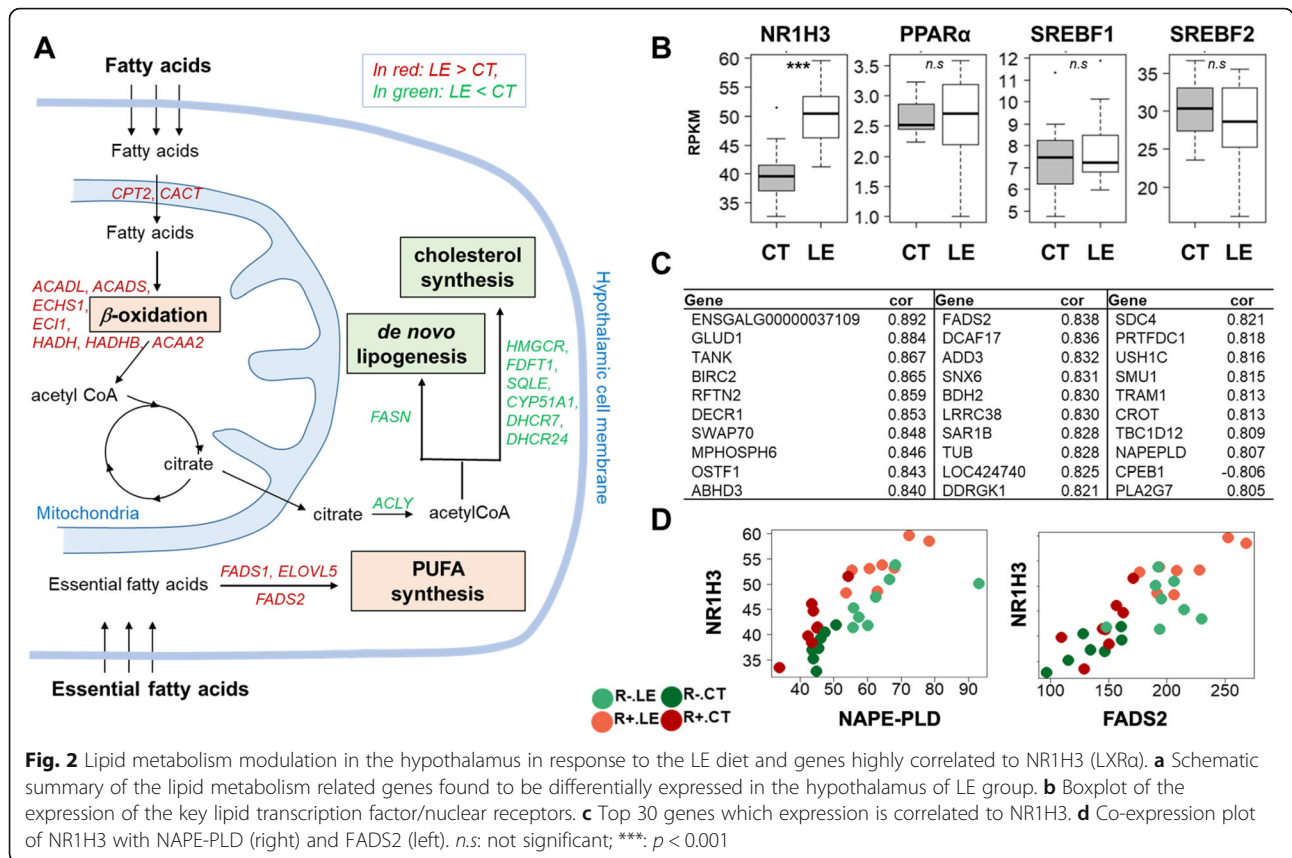 A
Fatty acids
In red: LE > CT,
In green: LE < CT
Fatty acids
CPT2, CACT
Fatty acids
ACADL, ACADS,
ECHS1,
ECI1,
HADH, HADHB, ACAA2
β-oxidation
acetyl CoA
citrate
Mitochondria
citrate
ACLY
acetylCoA
FASN
de novo
lipogenesis
cholesterol
synthesis
HMGCR,
FDFT1,
SQLE,
CYP51A1,
DHCR7,
DHCR24
Hypothalamic cell membrane
Essential fatty acids
FADS1, ELOVL5
FADS2
PUFA
synthesis
Essential fatty acids
B
NR1H3 PPARα SREBF1 SREBF2
*** n.s n.s n.s
RPKM
60
55
50
45
40
35
3.5
3.0
2.5
2.0
1.5
1.0
12
11
10
9
8
7
6
5
35
30
25
20
CT LE CT LE CT LE CT LE
C
Gene cor Gene cor Gene cor
ENSGALG00000037109 0.892 FADS2 0.838 SDC4 0.821
GLUD1 0.884 DCAF17 0.836 PRTFDC1 0.818
TANK 0.867 ADD3 0.832 USH1C 0.816
BIRC2 0.865 SNX6 0.831 SMU1 0.815
RFTN2 0.859 BDH2 0.830 TRAM1 0.813
DECR1 0.853 LRRC38 0.830 CROT 0.813
SWAP70 0.848 SAR1B 0.828 TBC1D12 0.809
MPHOSPH6 0.846 TUB 0.828 NAPEPLD 0.807
OSTF1 0.843 LOC424740 0.825 CPEB1 -0.806
ABHD3 0.840 DDRGK1 0.821 PLA2G7 0.805
D
NR1H3
60
55
50
45
40
35
40 50 60 70 80 90
NAPE-PLD
NR1H3
100 150 200 250
FADS2
R-.LE R-.CT
R+.LE R+.CT
Fig. 2 Lipid metabolism modulation in the hypothalamus in response to the LE diet and genes highly correlated to NR1H3 (LXRα). a Schematic
summary of the lipid metabolism related genes found to be differentially expressed in the hypothalamus of LE group. b Boxplot of the
expression of the key lipid transcription factor/nuclear receptors. c Top 30 genes which expression is correlated to NR1H3. d Co-expression plot
of NR1H3 with NAPE-PLD (right) and FADS2 (left). n.s: not significant; ***: p < 0.001